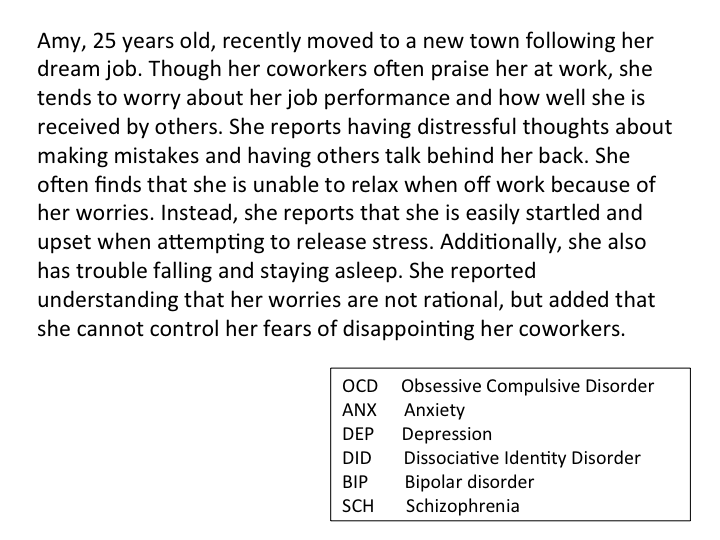 Amy, 25 years old, recently moved to a new town following her
dream job. Though her coworkers often praise her at work, she
tends to worry about her job performance and how well she is
received by others. She reports having distressful thoughts about
making mistakes and having others talk behind her back. She
often finds that she is unable to relax when off work because of
her worries. Instead, she reports that she is easily startled and
upset when attempting to release stress. Additionally, she also
has trouble falling and staying asleep. She reported
understanding that her worries are not rational, but added that
she cannot control her fears of disappointing her coworkers.
OCD Obsessive Compulsive Disorder
ANX Anxiety
DEP Depression
DID Dissociative Identity Disorder
BIP Bipolar disorder
SCH Schizophrenia